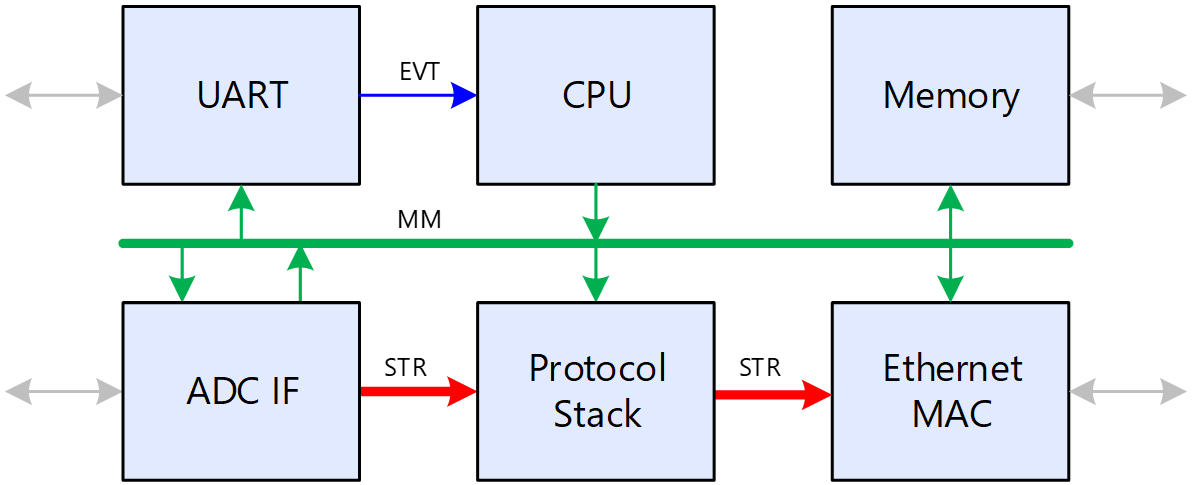 UART
EVT
CPU
Memory
MM
ADC IF
STR
Protocol
Stack
STR
Ethernet
MAC